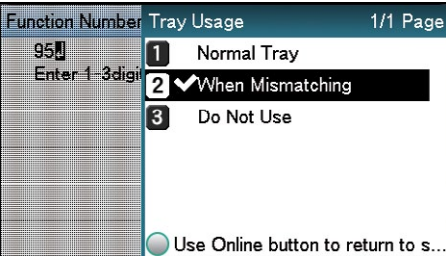 Function Number
95
Enter 1-3digi
Tray Usage 1/1 Page
1 Normal Tray
2 When Mismatching
3 Do Not Use
Use Online button to return to s...